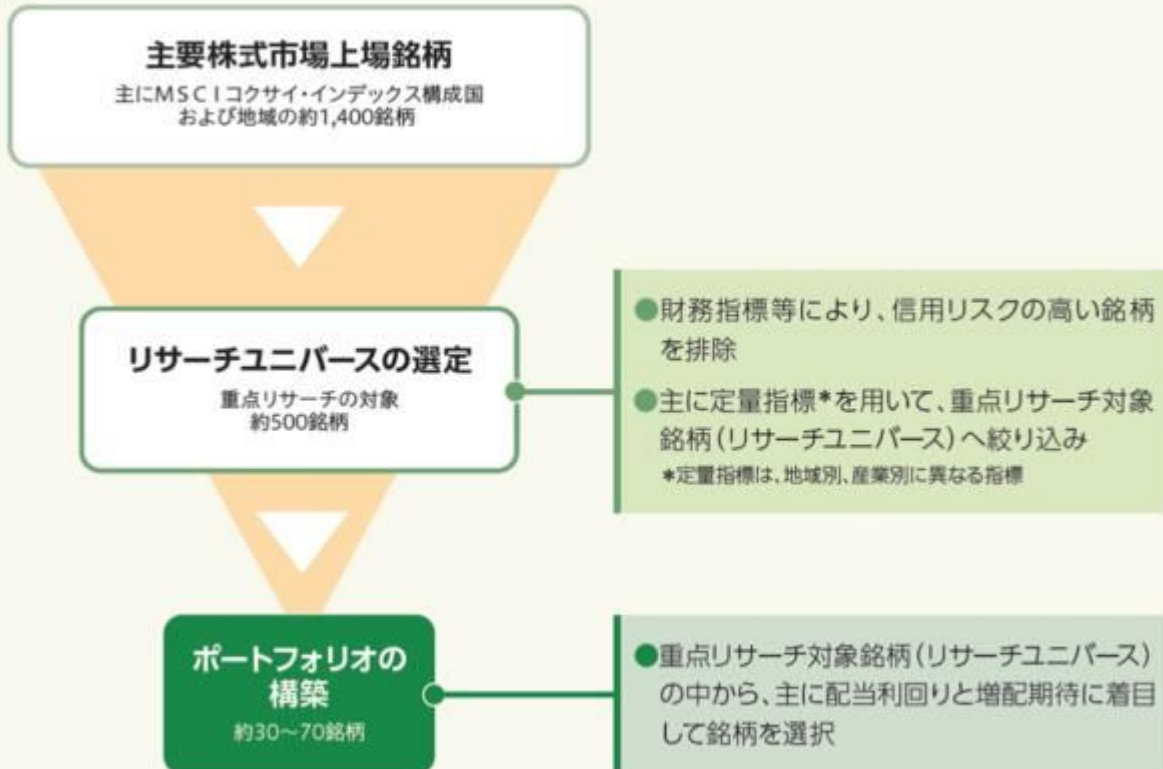 主要株式市場上場銘柄
主にMSCIコクサイ・インデックス構成国
および地域の約1,400銘柄
リサーチユニバースの選定
重点リサーチの対象
約500銘柄
●財務指標等により、信用リスクの高い銘柄
を排除
●主に定量指標*を用いて、重点リサーチ対象
銘柄(リサーチユニバース)へ絞り込み
*定量指標は、地域別、産業別に異なる指標
ポートフォリオの
構築
約30〜70銘柄
●重点リサーチ対象銘柄(リサーチユニバース)
の中から、主に配当利回りと増配期待に着目
して銘柄を選択